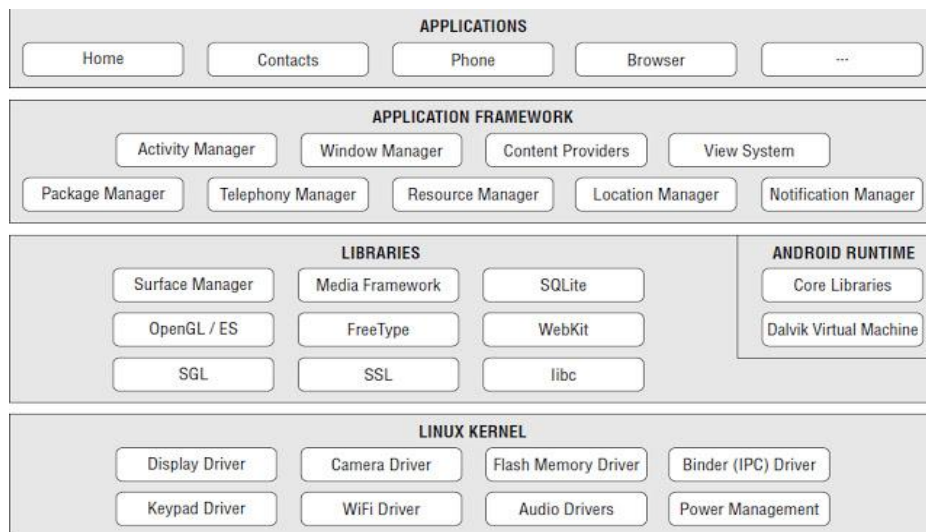 APPLICATIONS
Home Contacts Phone Browser ---
APPLICATION FRAMEWORK
Activity Manager Window Manager Content Providers View System
Package Manager Telephony Manager Resource Manager Location Manager Notification Manager
LIBRARIES ANDROID RUNTIME
Surface Manager Media Framework SQLite Core Libraries
OpenGL / ES FreeType WebKit Dalvik Virtual Machine
SGL SSL libc
LINUX KERNEL
Display Driver Camera Driver Flash Memory Driver Binder (IPC) Driver
Keypad Driver WiFi Driver Audio Drivers Power Management